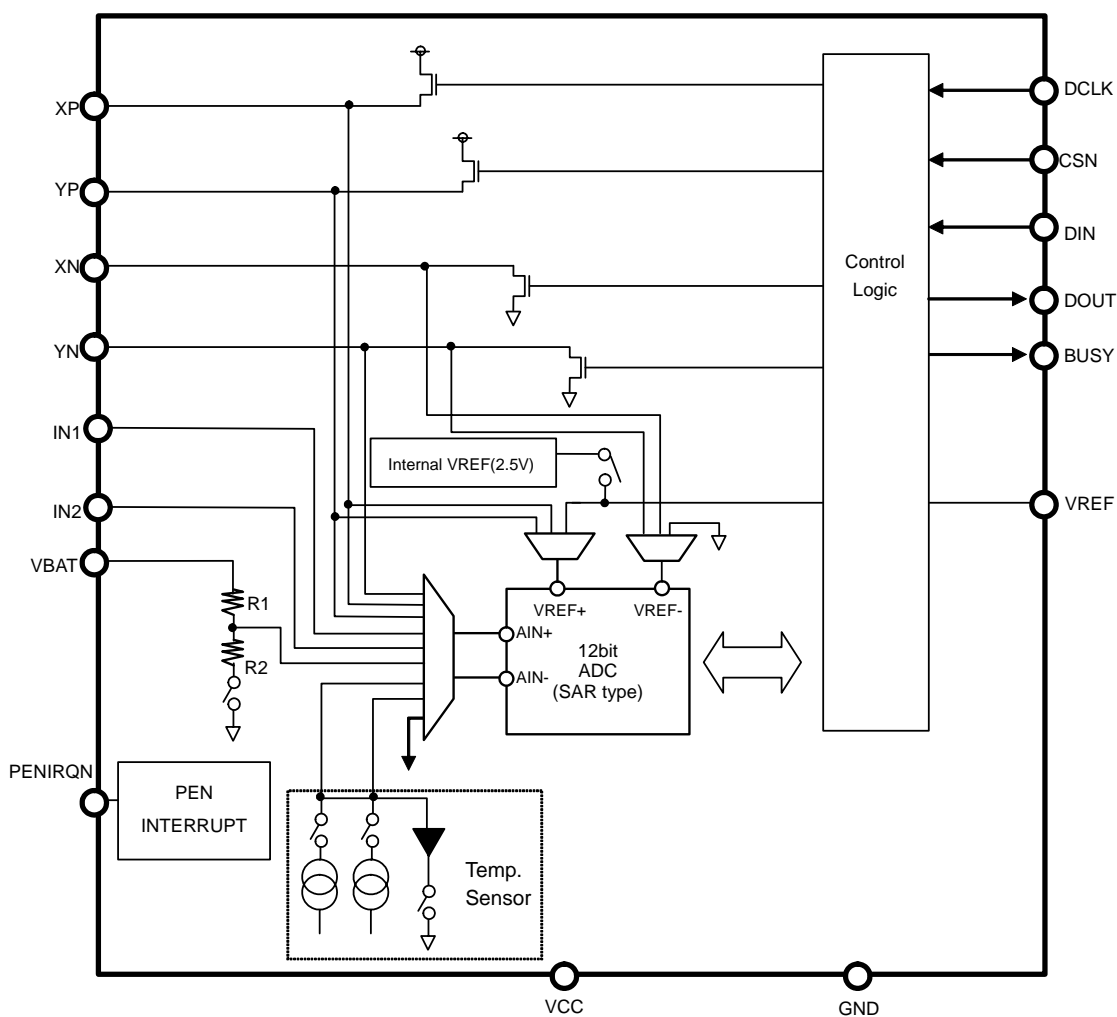 XP
YP
XN
YN
IN1
IN2
VBAT
R1
R2
PENIRQN
PEN
INTERRUPT
Internal VREF(2.5V)
VREF+
VREF-
AIN+
AIN-
12bit
ADC
(SAR type)
Temp.
Sensor
Control
Logic
DCLK
CSN
DIN
DOUT
BUSY
VREF
VCC
GND